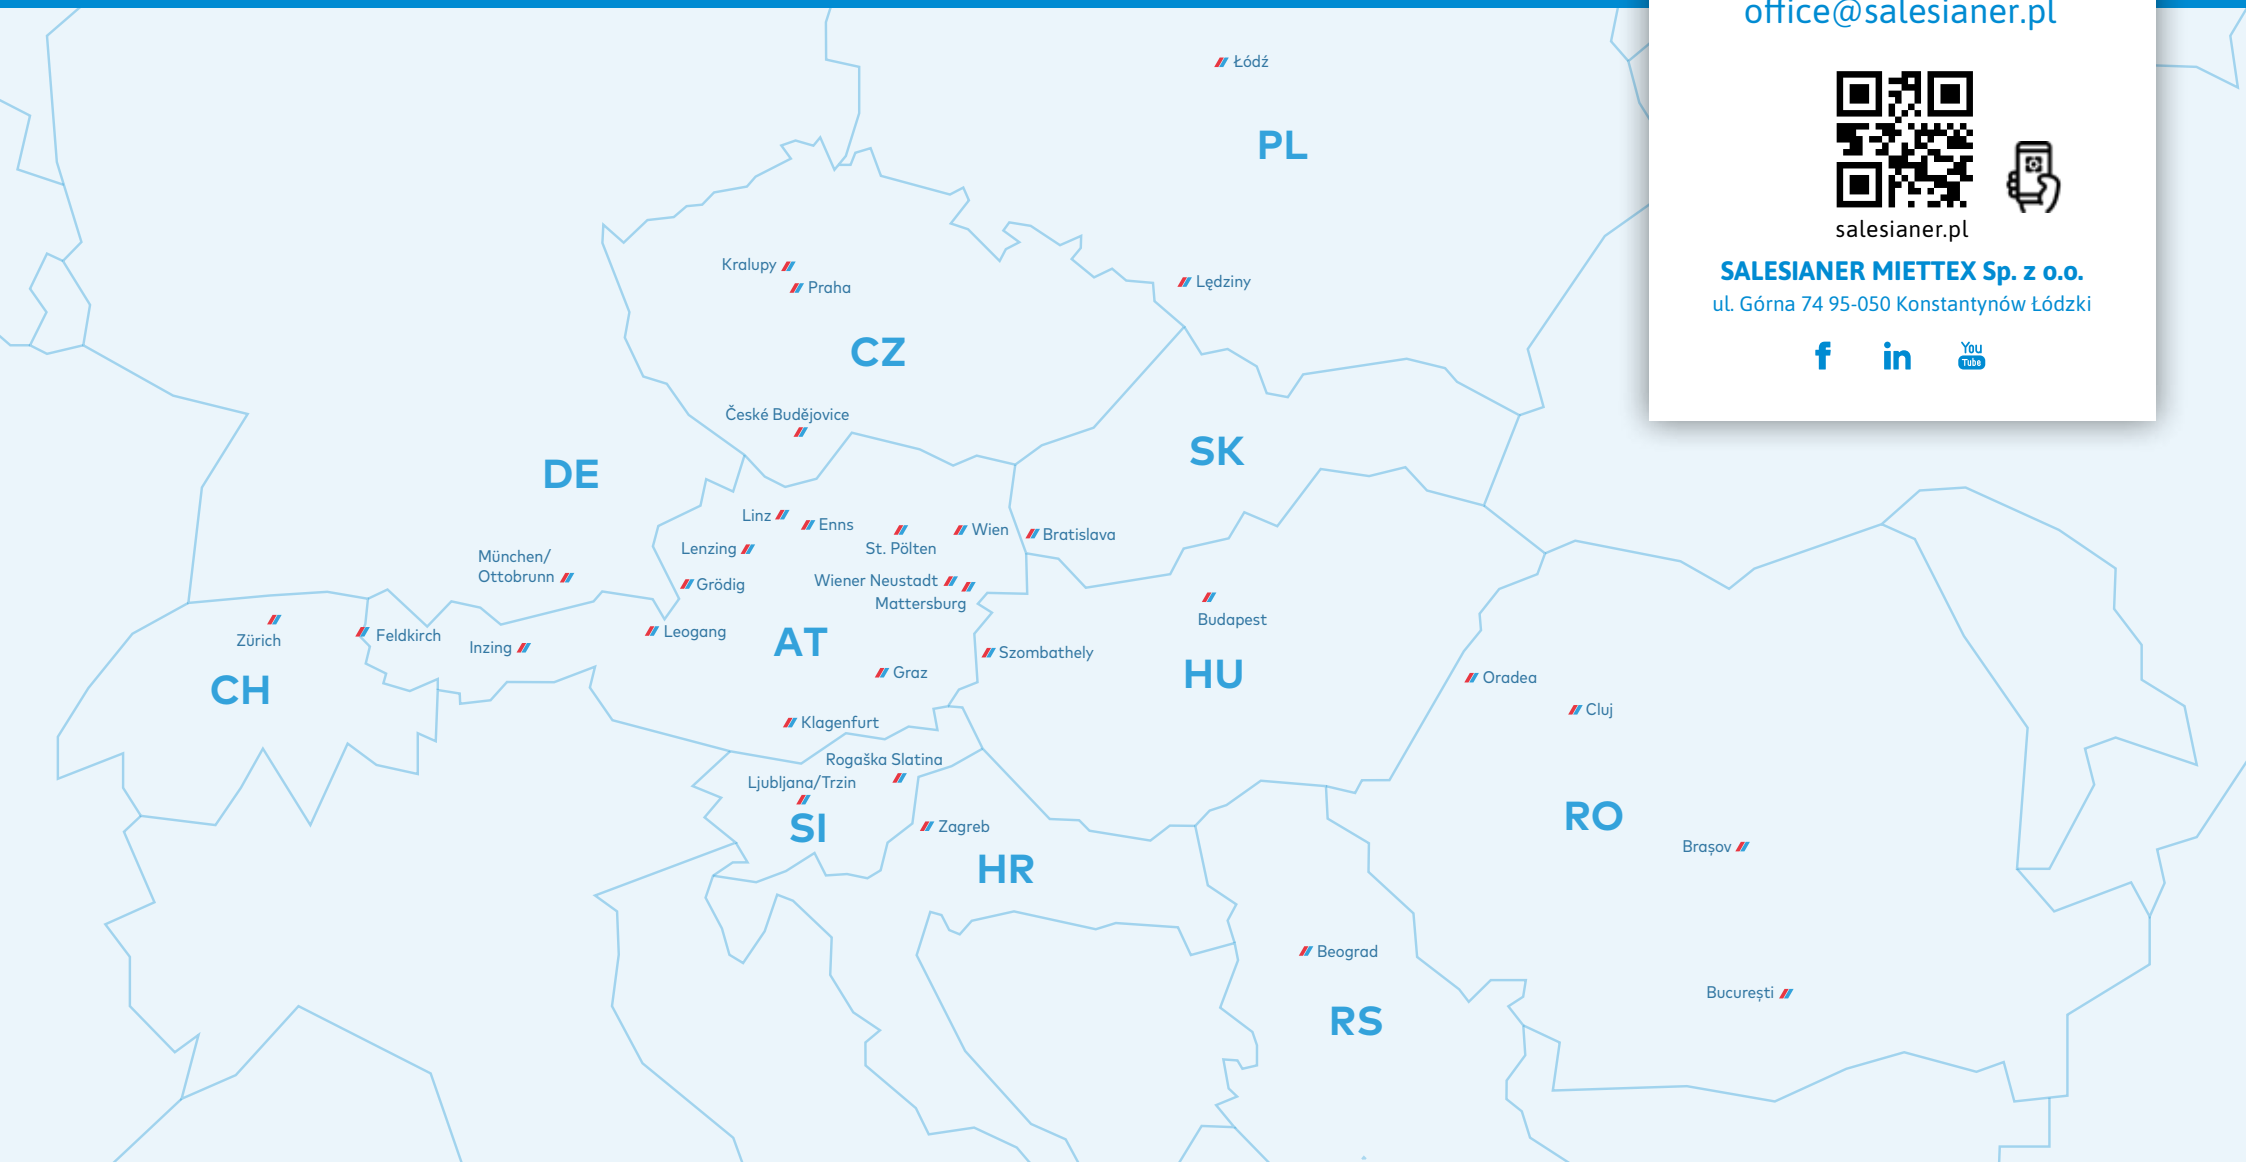 office@salesianer.pl
salesianer.pl
SALESIANER MIETTEX Sp. z o.o.
ul. Górna 74 95-050 Konstantynów Łódzki
f
in
You
Tube
Łódź
PL
Kralupy
Praha
Lędziny
CZ
České Budějovice
SK
DE
Linz
Enns
St. Pölten
Wien
Bratislava
Lenzing
München/
Ottobrunn
Grödig
Wiener Neustadt
Mattersburg
Budapest
Zürich
Feldkirch
Inzing
Leogang
AT
Szombathely
CH
Graz
HU
Oradea
Cluj
Klagenfurt
Rogaška Slatina
Ljubljana/Trzin
SI
Zagreb
HR
RO
Brașov
Beograd
București
RS